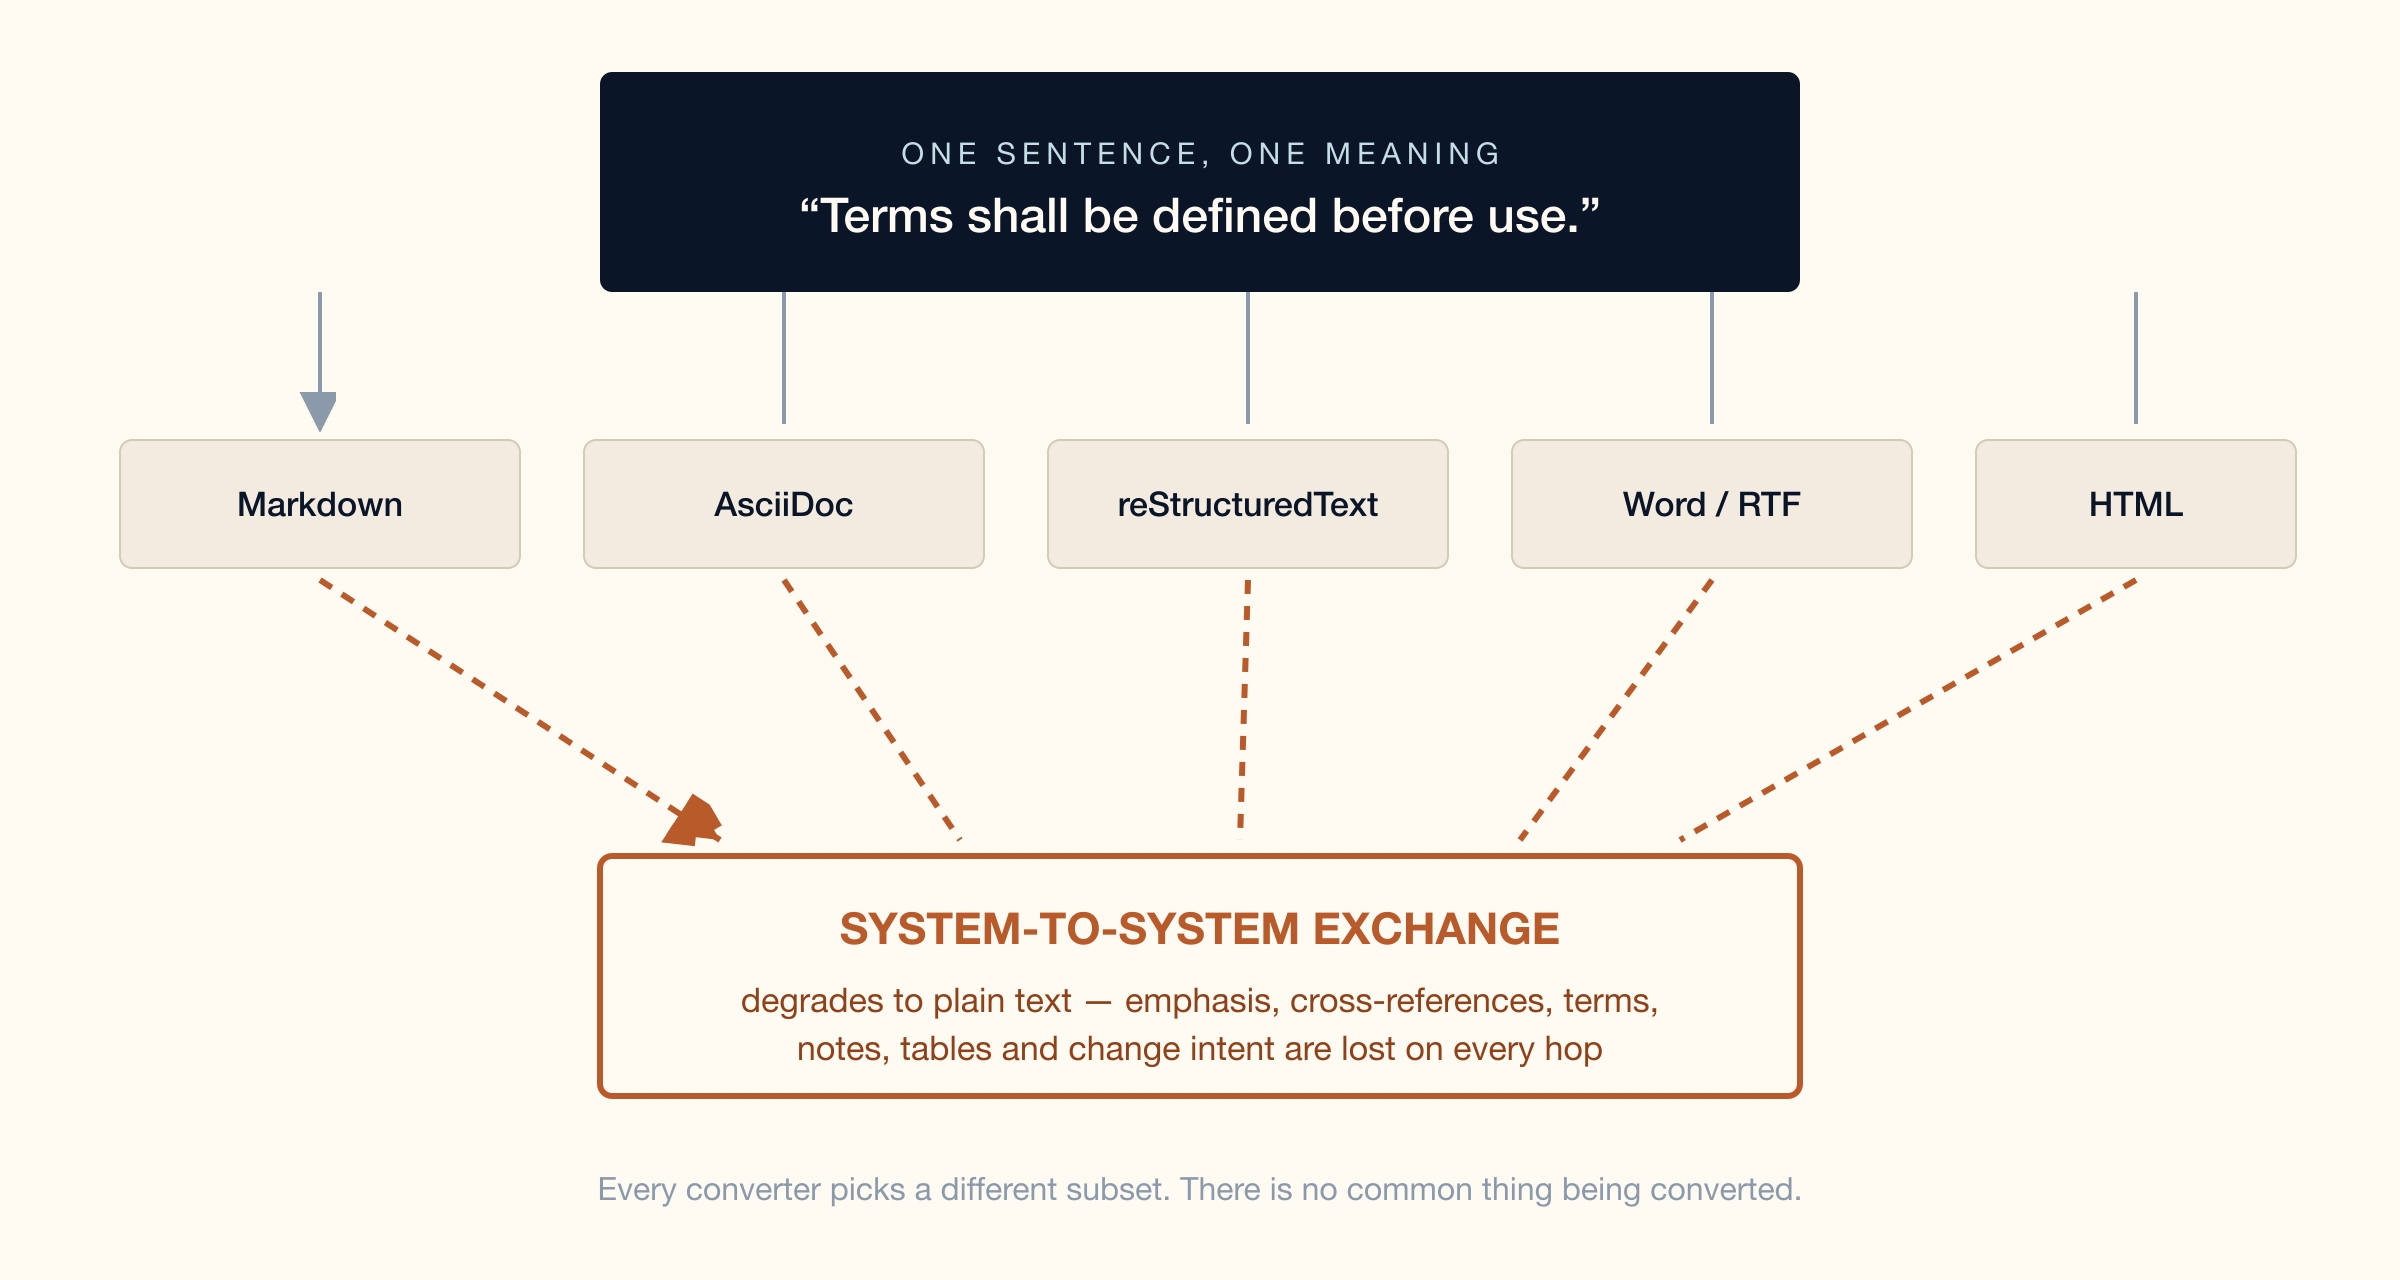 ONE SENTENCE, ONE MEANING
“Terms shall be defined before use.”
Markdown
AsciiDoc
reStructuredText
Word / RTF
HTML
SYSTEM-TO-SYSTEM EXCHANGE
degrades to plain text — emphasis, cross-references, terms,
notes, tables and change intent are lost on every hop
Every converter picks a different subset. There is no common thing being converted.